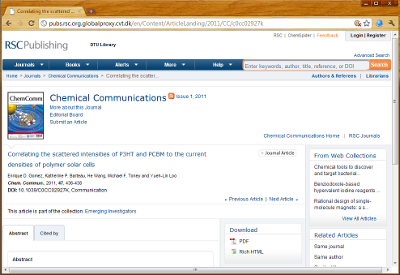 Correlating the scattered ...
pubs.rsc.org.globalproxy.cvt.dk/en/Content/ArticleLanding/2011/CC/c0cc02927k
RSC | ChemSpider | Feedback Login | Register
RSCPublishing DTU Library
Advanced Search
Journals Books Alerts More Help Enter keywords, author, title, reference, or DOI Search
Home > Journals > Chemical Communications > Correlating the scatter... Authors & Referees | Librarians
ChemComm
Chemical Communications Issue 1, 2011
More about this Journal
Editorial Board
Submit an Article
Chemical Communications Home | RSC Journals
Correlating the scattered intensities of P3HT and PCBM to the current
densities of polymer solar cells
Journal Article
Enrique D. Gomez, Katherine P. Barteau, He Wang, Michael F. Toney and Yueh-Lin Loo
Chem. Commun., 2011, 47, 436-438
DOI: 10.1039/C0CC02927K, Communication
Previous Article | Next Article
This article is part of the collection: Emerging Investigators
Abstract Cited by
Abstract
Download
PDF
Rich HTML
From Web Collections
Chemical tools to
discover and target
bacterial...
Benziodoxole-based
hypervalent iodine reagents ...
Rational design of single-
molecule magnets: a s...
View All Articles
Related Articles
Same journal
Same author